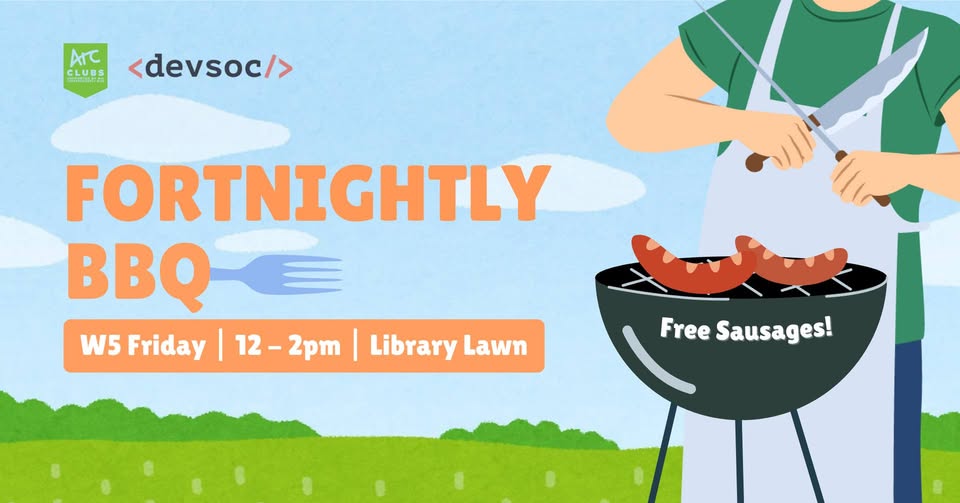 Arc
CLUBS
<devsoc/>
FORTNIGHTLY
BBQ
W5 Friday | 12 – 2pm | Library Lawn
Free Sausages!